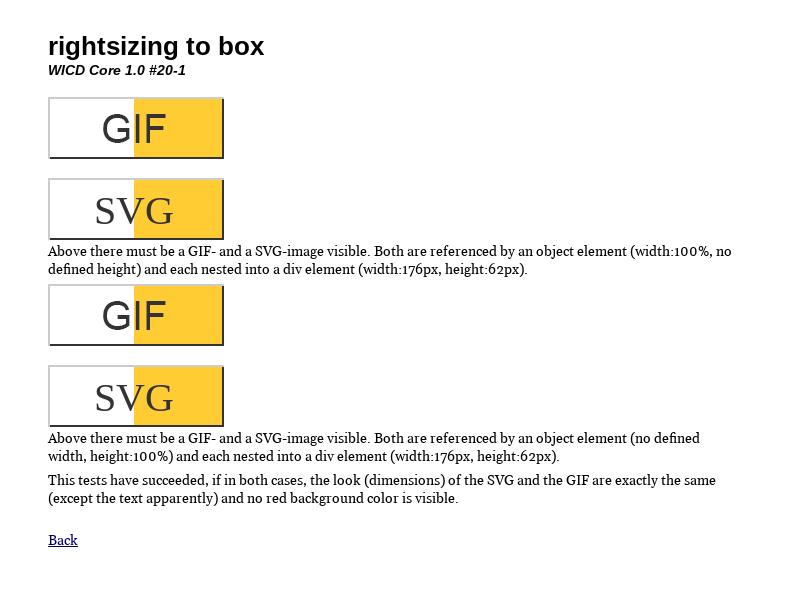 rightsizing to box
WICD Core 1.0 #20-1
GIF
SVG
Above there must be a GIF- and a SVG-image visible. Both are referenced by an object element (width:100%, no
defined height) and each nested into a div element (width:176px, height:62px).
GIF
SVG
Above there must be a GIF- and a SVG-image visible. Both are referenced by an object element (no defined
width, height:100%) and each nested into a div element (width:176px, height:62px).
This tests have succeeded, if in both cases, the look (dimensions) of the SVG and the GIF are exactly the same
(except the text apparently) and no red background color is visible.
Back